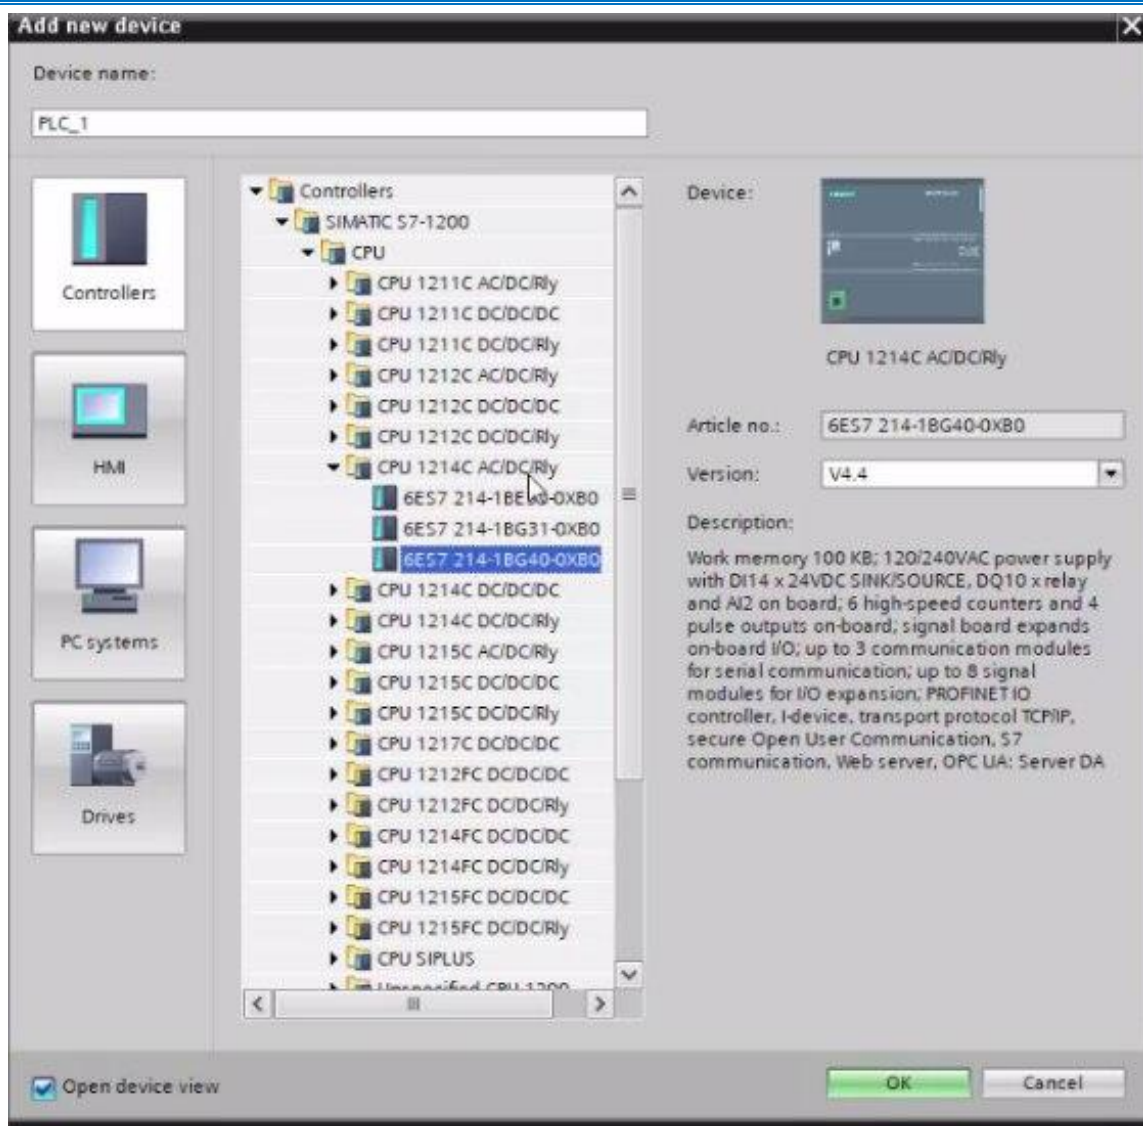 Add new device
Device name:
PLC_1
Controllers
HMI
PC systems
Drives
Controllers
SIMATIC S7-1200
CPU
CPU 1211C AC/DC/Rly
CPU 1211C DC/DC/DC
CPU 1211C DC/DC/Rly
CPU 1212C AC/DC/Rly
CPU 1212C DC/DC/DC
CPU 1212C DC/DC/Rly
CPU 1214C AC/DC/Rly
6ES7 214-0XB0
6ES7 214-1BG31-0XB0
6ES7 214-1BG40-0XB0
CPU 1214C DC/DC/DC
CPU 1214C DC/DC/Rly
CPU 1215C AC/DC/Rly
CPU 1215C DC/DC/DC
CPU 1215C DC/DC/Rly
CPU 1217C DC/DC/DC
CPU 1212FC DC/DC/DC
CPU 1212FC DC/DC/Rly
CPU 1214FC DC/DC/DC
CPU 1214FC DC/DC/Rly
CPU 1215FC DC/DC/DC
CPU 1215FC DC/DC/Rly
CPU SIPLUS
Unspecified CPU 1200
Device:
CPU 1214C AC/DC/Rly
Article no.: 6ES7 214-1BG40-0XB0
Version: V4.4
Description:
Work memory 100 KB; 120/240VAC power supply
with DI14 x 24VDC SINK/SOURCE, DQ10 x relay
and AI2 on board; 6 high-speed counters and 4
pulse outputs on-board; signal board expands
on-board I/O; up to 3 communication modules
for serial communication; up to 8 signal
modules for I/O expansion; PROFINET IO
controller, I-device, transport protocol TCP/IP,
secure Open User Communication, S7
communication, Web server, OPC UA: Server DA
Open device view
OK
Cancel